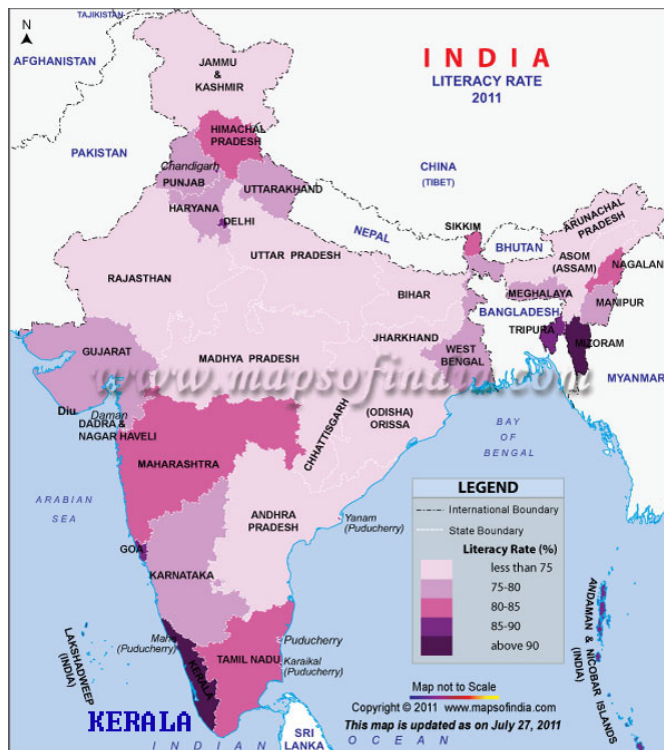 TAJIKISTAN
N
AFGHANISTAN
JAMMU
&
KASHMIR
INDIA
LITERACY RATE
2011
HIMACHAL
PRADESH
PAKISTAN
Chandigarh
PUNJAB
UTTARAKHAND
CHINA
(TIBET)
HARYANA
DELHI
NEPAL
SIKKIM
BHUTAN
ARUNACHAL
PRADESH
UTTAR PRADESH
RAJASTHAN
BIHAR
ASOM
(ASSAM)
NAGALAN
MEGHALAYA
MANIPUR
BANGLADESH
TRIPURA
MIZORAM
GUJARAT
MADHYA PRADESH
JHARKHAND
WEST
BENGAL
MYANMAR
www.mapsofindia.com
Diu
Daman
DADRA &
NAGAR HAVELI
CHHATTISGARH
(ODISHA)
ORISSA
BAY
OF
BENGAL
MAHARASHTRA
ARABIAN
SEA
ANDHRA
PRADESH
Yanam
(Puducherry)
GOA
KARNATAKA
LEGEND
International Boundary
State Boundary
Literacy Rate (%)
less than 75
75-80
80-85
85-90
above 90
ANDAMAN & NICOBAR ISLANDS
(INDIA)
LAKSHADWEEP
(INDIA)
Mahe
(Puducherry)
KERALA
TAMIL NADU
Puducherry
Karaikal
(Puducherry)
KERALA
SRI
LANKA
INDIAN OCEAN
Map not to Scale
Copyright © 2011 www.mapsofindia.com
This map is updated as on July 27, 2011